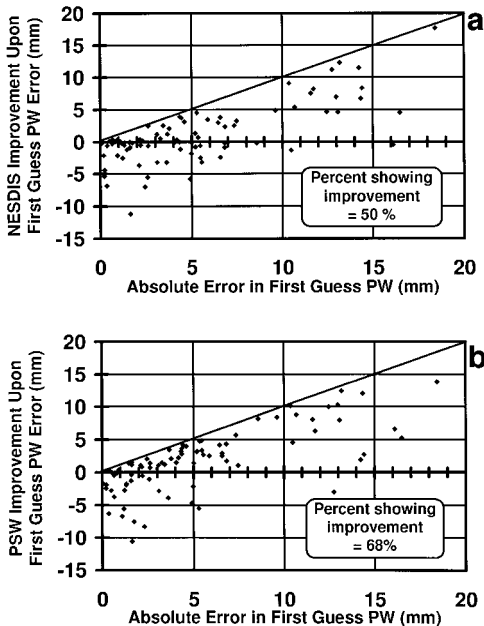 a
NESDIS Improvement Upon
First Guess PW Error (mm)
20
15
10
5
0
-5
-10
-15
Percent showing
improvement
= 50 %
0 5 10 15 20
Absolute Error in First Guess PW (mm)
b
PSW Improvement Upon
First Guess PW Error (mm)
20
15
10
5
0
-5
-10
-15
Percent showing
improvement
= 68%
0 5 10 15 20
Absolute Error in First Guess PW (mm)